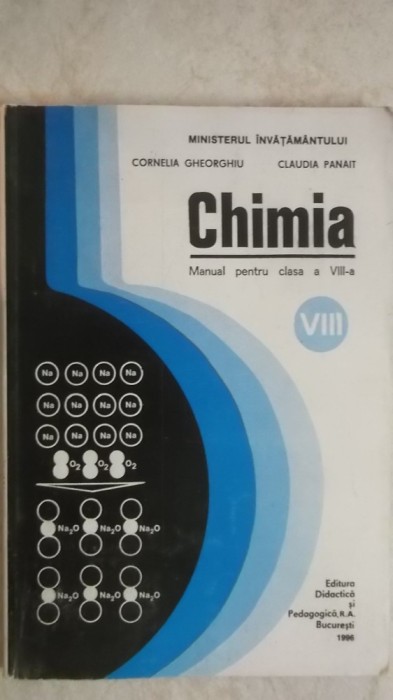 MINISTERUL ÎNVĂȚĂMÂNTULUI
CORNELIA GHEORGHIU CLAUDIA PANAIT
Chimia
Manual pentru clasa a VIII-a
VIII
Na Na Na Na
Na Na Na Na
Na Na Na Na
O2 O2 O2
Na2O Na2O Na2O
Na2O Na2O Na2O
Editura
Didactică
și
Pedagogică, R.A.
București
1996